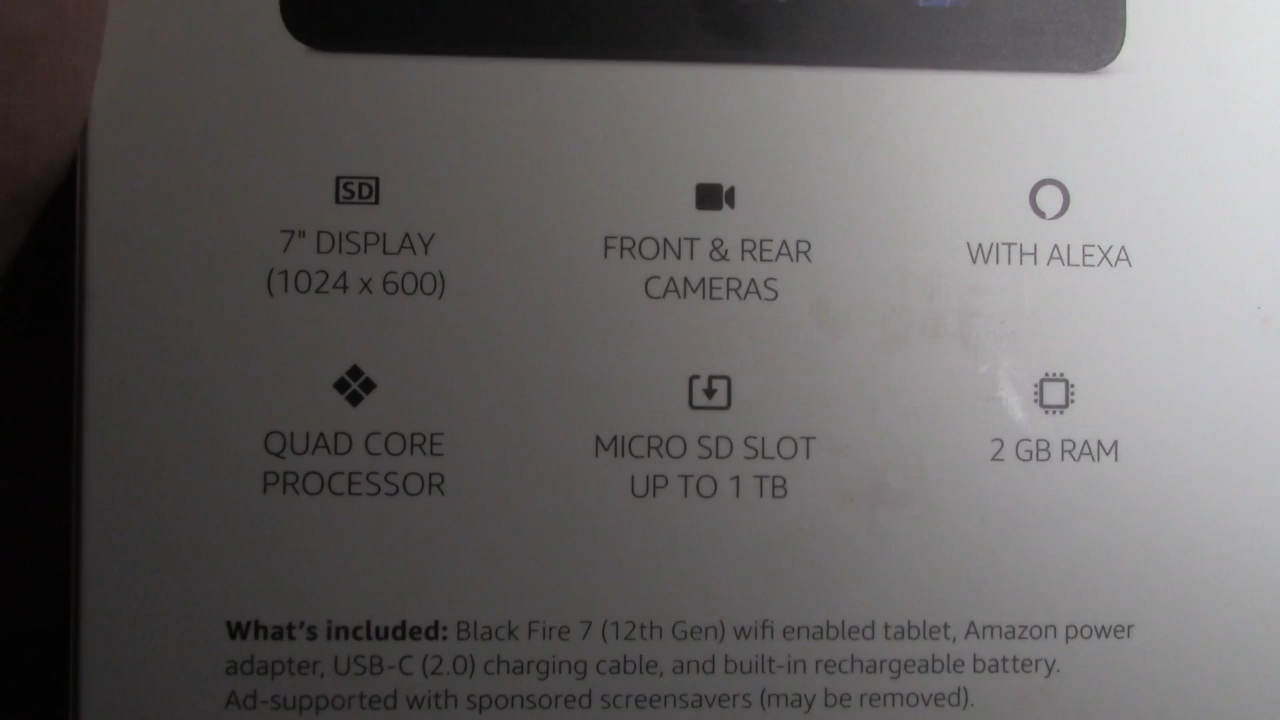 SD
7" DISPLAY
(1024 x 600)
FRONT & REAR
CAMERAS
WITH ALEXA
QUAD CORE
PROCESSOR
MICRO SD SLOT
UP TO 1 TB
2 GB RAM
What's included: Black Fire 7 (12th Gen) wifi enabled tablet, Amazon power
adapter, USB-C (2.0) charging cable, and built-in rechargeable battery.
Ad-supported with sponsored screensavers (may be removed).